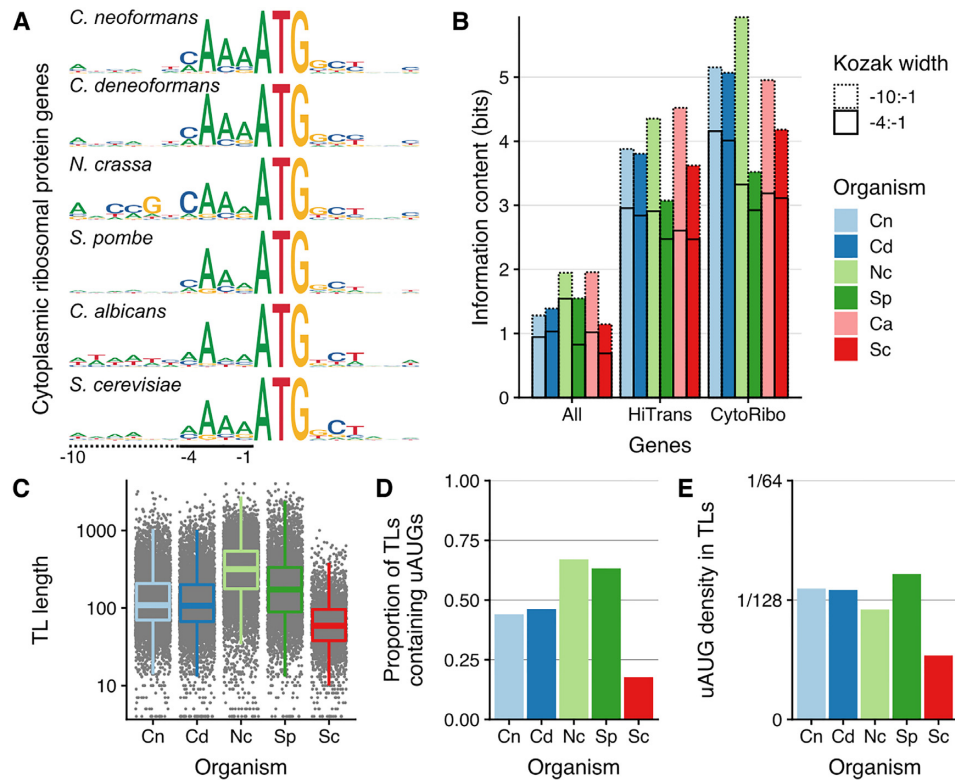 A
Cytoplasmic ribosomal protein genes
C. neoformans
C. deneoformans
N. crassa
S. pombe
C. albicans
S. cerevisiae
-10 -4 -1
B
Information content (bits)
5
4
3
2
1
0
All HiTrans CytoRibo
Genes
Kozak width
-10:-1
-4:-1
Organism
Cn
Cd
Nc
Sp
Ca
Sc
C
TL length
1000
100
10
Cn Cd Nc Sp Sc
Organism
D
Proportion of TLs
containing uAUGs
1.00
0.75
0.50
0.25
0.00
Cn Cd Nc Sp Sc
Organism
E
uAUG density in TLs
1/64
1/128
0
Cn Cd Nc Sp Sc
Organism